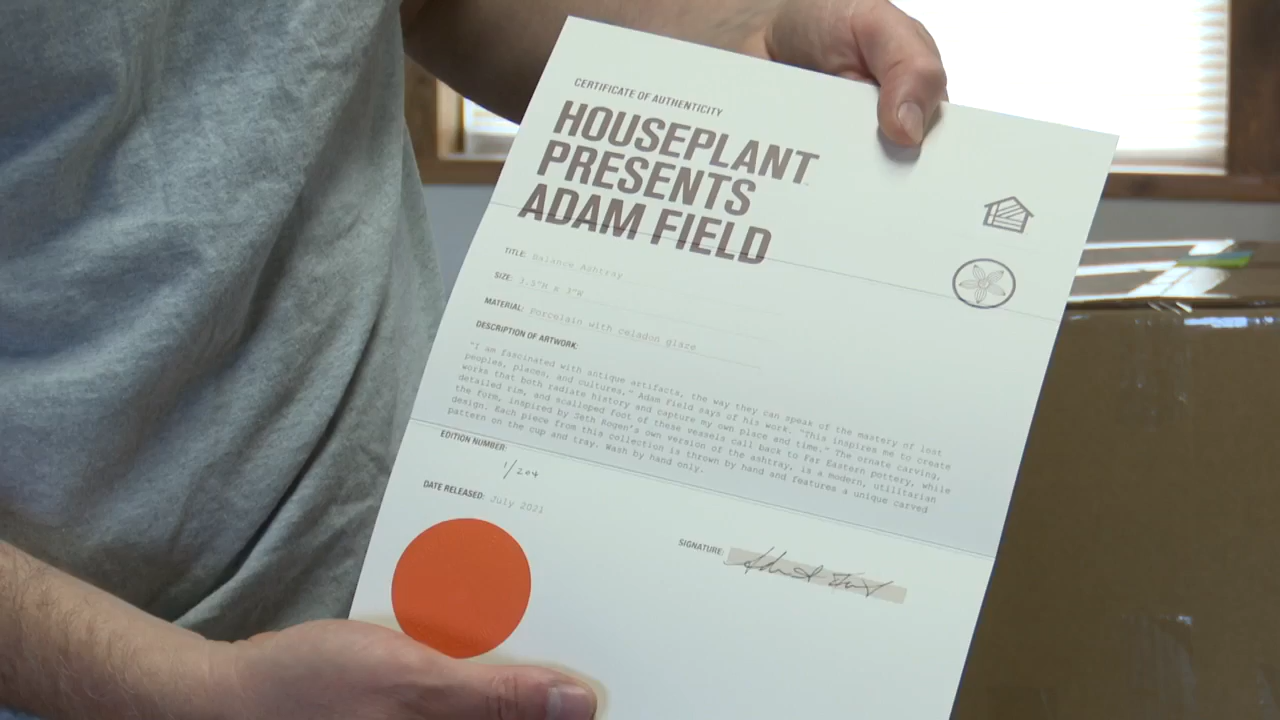 CERTIFICATE OF AUTHENTICITY
HOUSEPLANT
PRESENTS
ADAM FIELD
TITLE: Balance Ashtray
SIZE: 3.5"H x 3"W
MATERIAL: Porcelain with celadon glaze
DESCRIPTION OF ARTWORK:
"I am fascinated with antique artifacts, the way they can speak of the mastery of lost
peoples, places, and cultures," Adam Field says of his work. "This inspires me to create
works that both radiate history and capture my own place and time." The ornate carving,
detailed rim, and scalloped foot of these vessels call back to Far Eastern pottery, while
the form, inspired by Seth Rogen's own version of the ashtray, is a modern, utilitarian
design. Each piece from this collection is thrown by hand and features a unique carved
pattern on the cup and tray. Wash by hand only.
EDITION NUMBER:
1/204
DATE RELEASED: July 2021
SIGNATURE: Adam Field